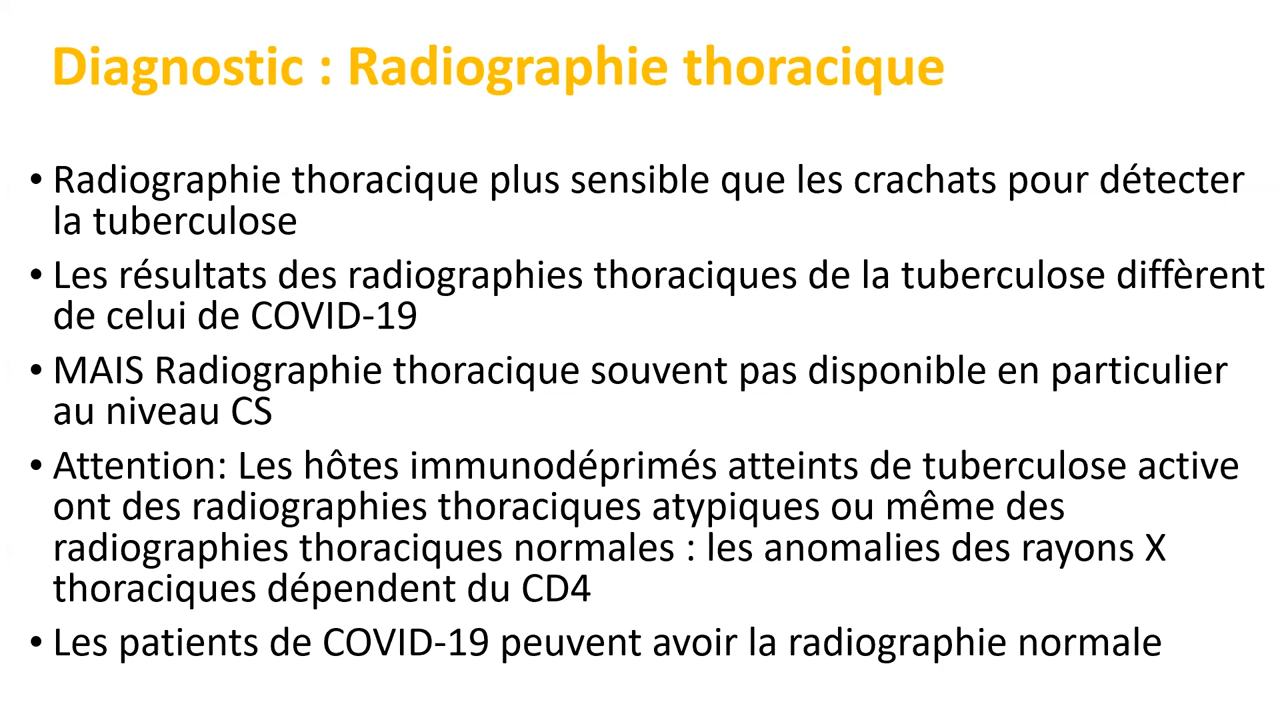 Diagnostic : Radiographie thoracique
• Radiographie thoracique plus sensible que les crachats pour détecter
la tuberculose
• Les résultats des radiographies thoraciques de la tuberculose diffèrent
de celui de COVID-19
• MAIS Radiographie thoracique souvent pas disponible en particulier
au niveau CS
• Attention: Les hôtes immunodéprimés atteints de tuberculose active
ont des radiographies thoraciques atypiques ou même des
radiographies thoraciques normales : les anomalies des rayons X
thoraciques dépendent du CD4
• Les patients de COVID-19 peuvent avoir la radiographie normale